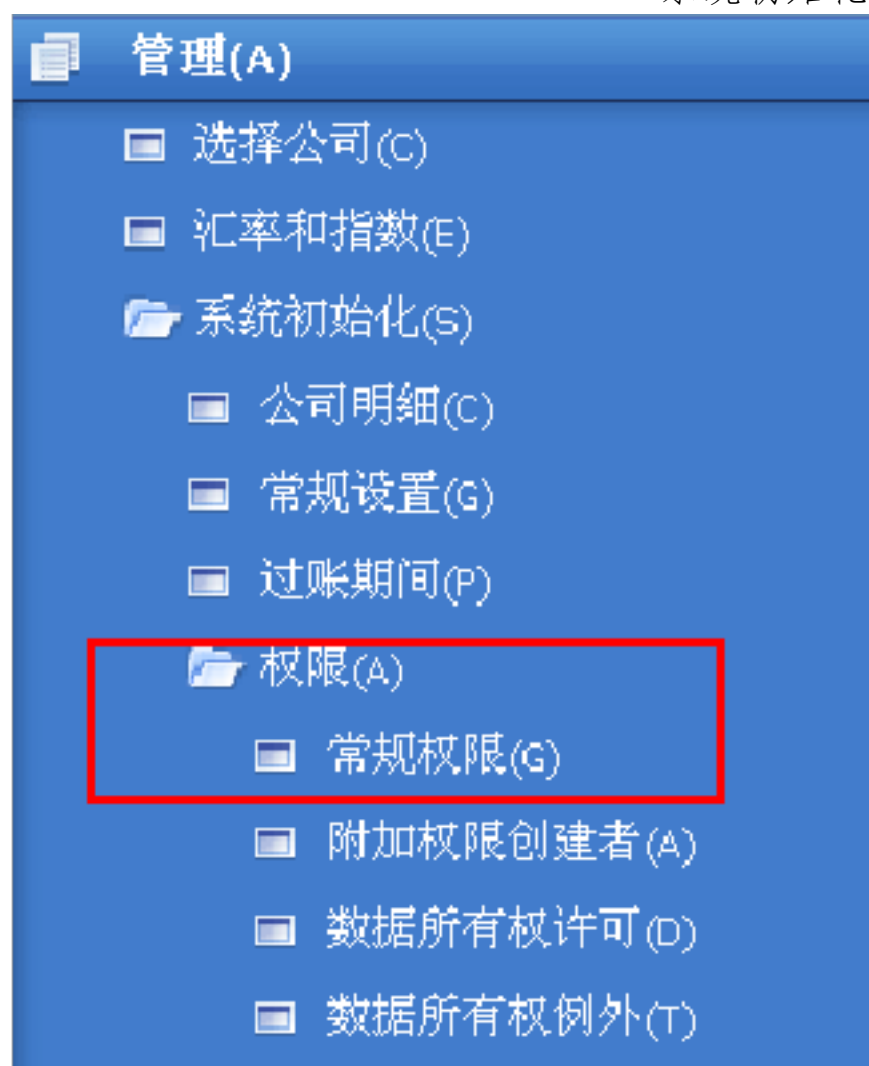 管理(A)
选择公司(C)
汇率和指数(E)
系统初始化(S)
公司明细(C)
常规设置(G)
过账期间(P)
权限(A)
常规权限(G)
附加权限创建者(A)
数据所有权许可(D)
数据所有权例外(T)